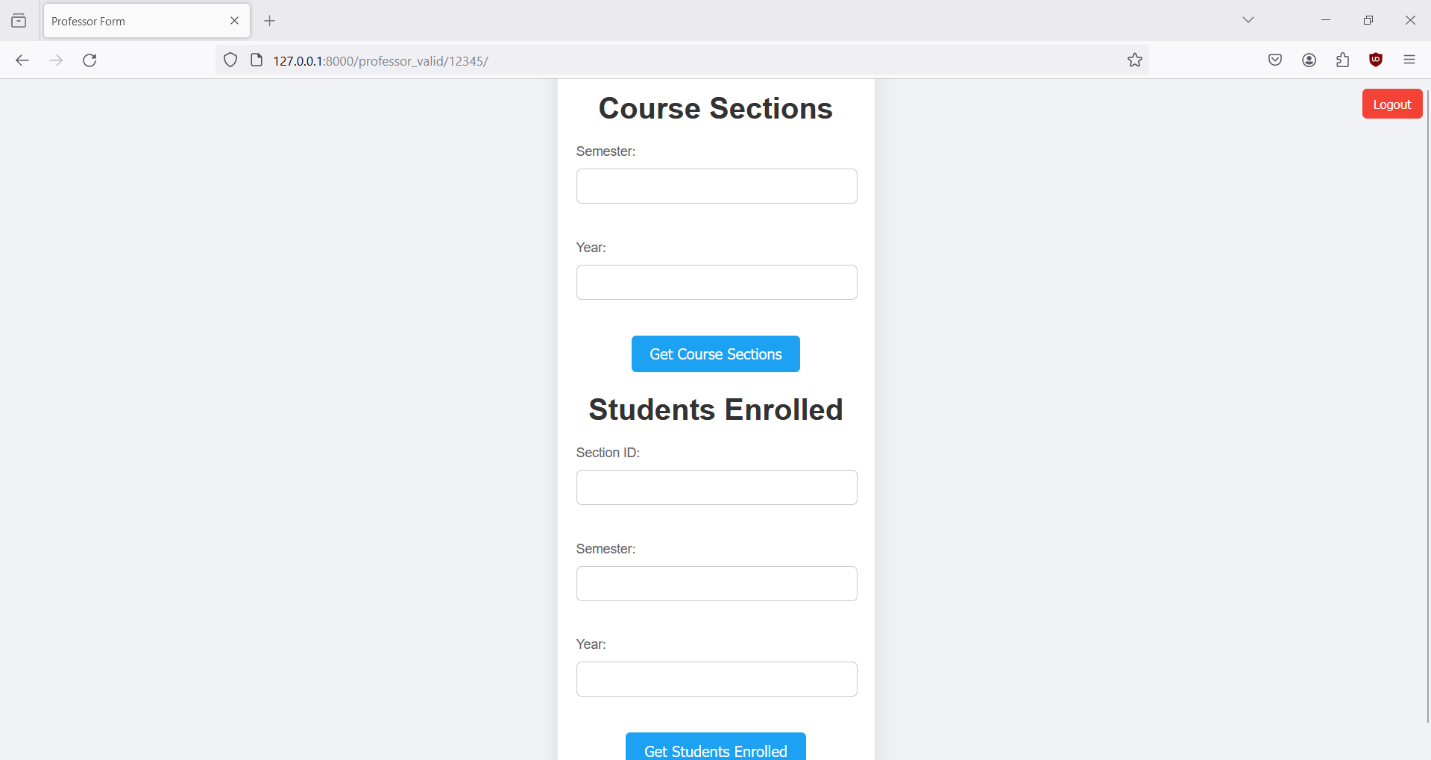 Professor Form
127.0.0.1:8000/professor_valid/12345/
Logout
Course Sections
Semester:
Year:
Get Course Sections
Students Enrolled
Section ID:
Semester:
Year:
Get Students Enrolled